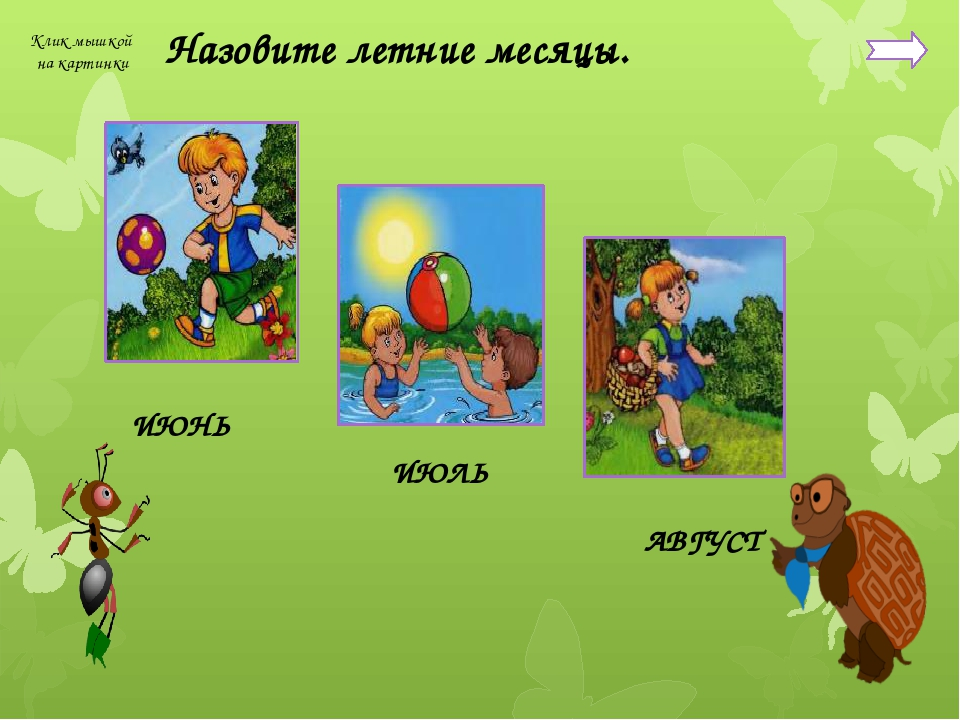 Клик мышкой
на картинки
Назовите летние месяцы.
ИЮНЬ
ИЮЛЬ
АВГУСТ